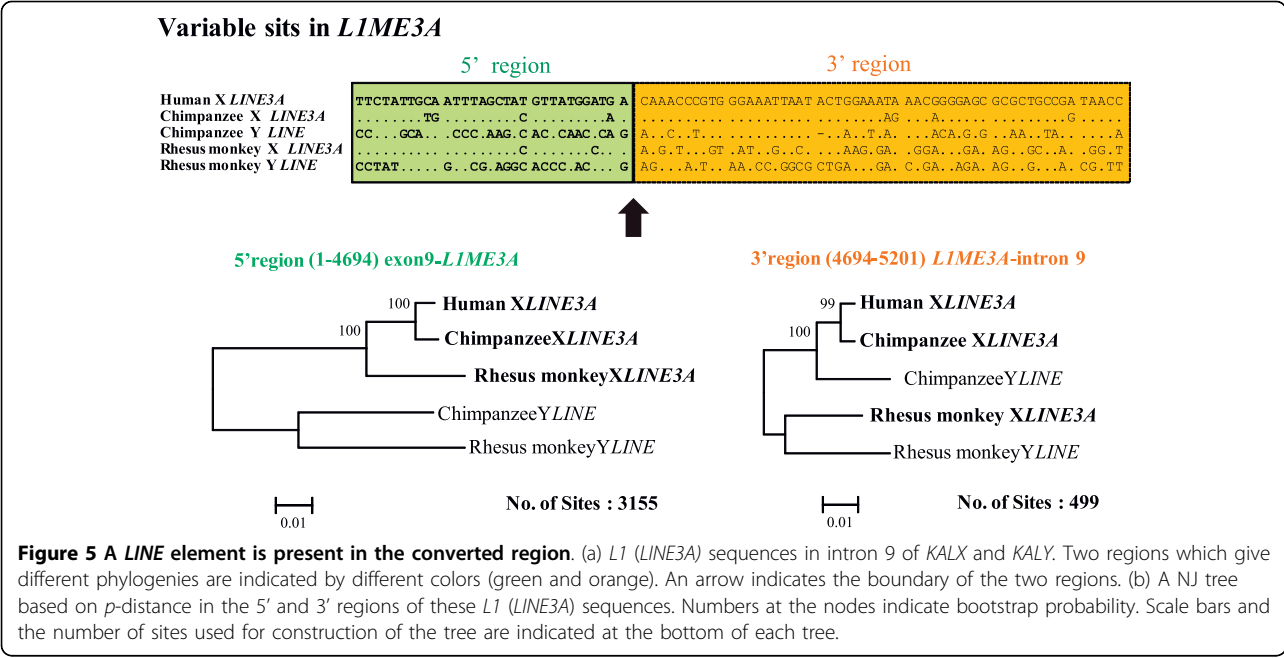 Variable sits in L1ME3A
5' region 3' region
Human X LINE3A TTCTATTGCA ATTTAGCTAT GTTATGGATG A CAAACCCGTG GGAAATTAAT ACTGGAAATA AACGGGGAGC GCGCTGCCGA TAACC
Chimpanzee X LINE3A
Chimpanzee Y LINE
Rhesus monkey X LINE3A
Rhesus monkey Y LINE
5'region (1-4694) exon9-L1ME3A
3'region (4694-5201) L1ME3A-intron 9
100 Human XLINE3A
100 ChimpanzeeXLINE3A
Rhesus monkeyXLINE3A
ChimpanzeeYLINE
Rhesus monkeyYLINE
0.01
No. of Sites : 3155
99 Human XLINE3A
100 Chimpanzee XLINE3A
ChimpanzeeYLINE
Rhesus monkey XLINE3A
Rhesus monkeyYLINE
0.01
No. of Sites : 499
Figure 5 A LINE element is present in the converted region. (a) L1 (LINE3A) sequences in intron 9 of KALX and KALY. Two regions which give
different phylogenies are indicated by different colors (green and orange). An arrow indicates the boundary of the two regions. (b) A NJ tree
based on p-distance in the 5' and 3' regions of these L1 (LINE3A) sequences. Numbers at the nodes indicate bootstrap probability. Scale bars and
the number of sites used for construction of the tree are indicated at the bottom of each tree.